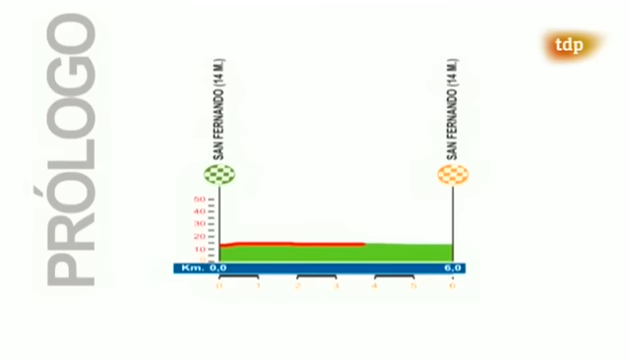 PRÓLOGO
tdp
SAN FERNANDO (14 M.)
SAN FERNANDO (14 M.)
50
40
30
20
10
0
Km. 0,0 6,0
0 1 2 3 4 5 6